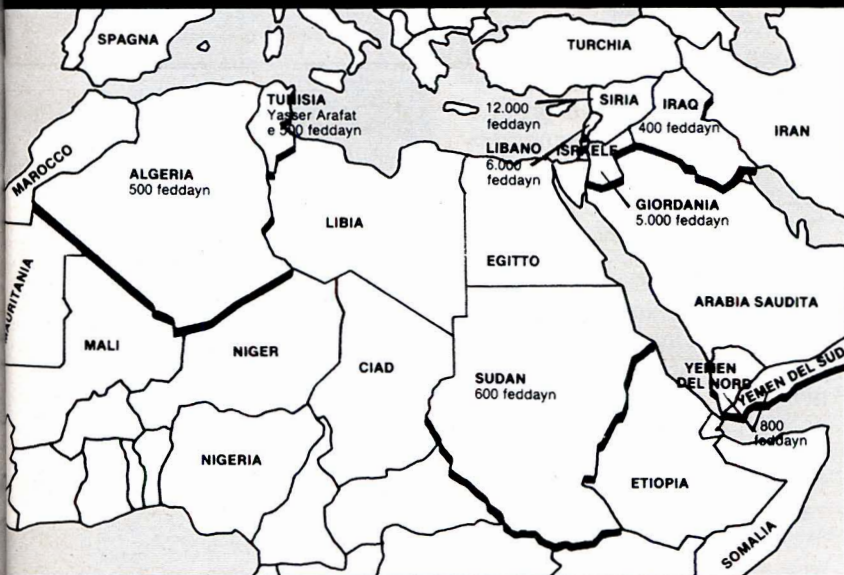 SPAGNA
TURCHIA
TUNISIA
Yasser Arafat
e 500 feddayn
12.000
feddayn
SIRIA
IRAQ
400 feddayn
IRAN
LIBANO
6.000
feddayn
ISRAELE
MAROCCO
ALGERIA
500 feddayn
GIORDANIA
5.000 feddayn
LIBIA
EGITTO
ARABIA SAUDITA
MAURITANIA
MALI
NIGER
CIAD
SUDAN
600 feddayn
YEMEN
DEL NORD
YEMEN DEL SUD
800
feddayn
NIGERIA
ETIOPIA
SOMALIA